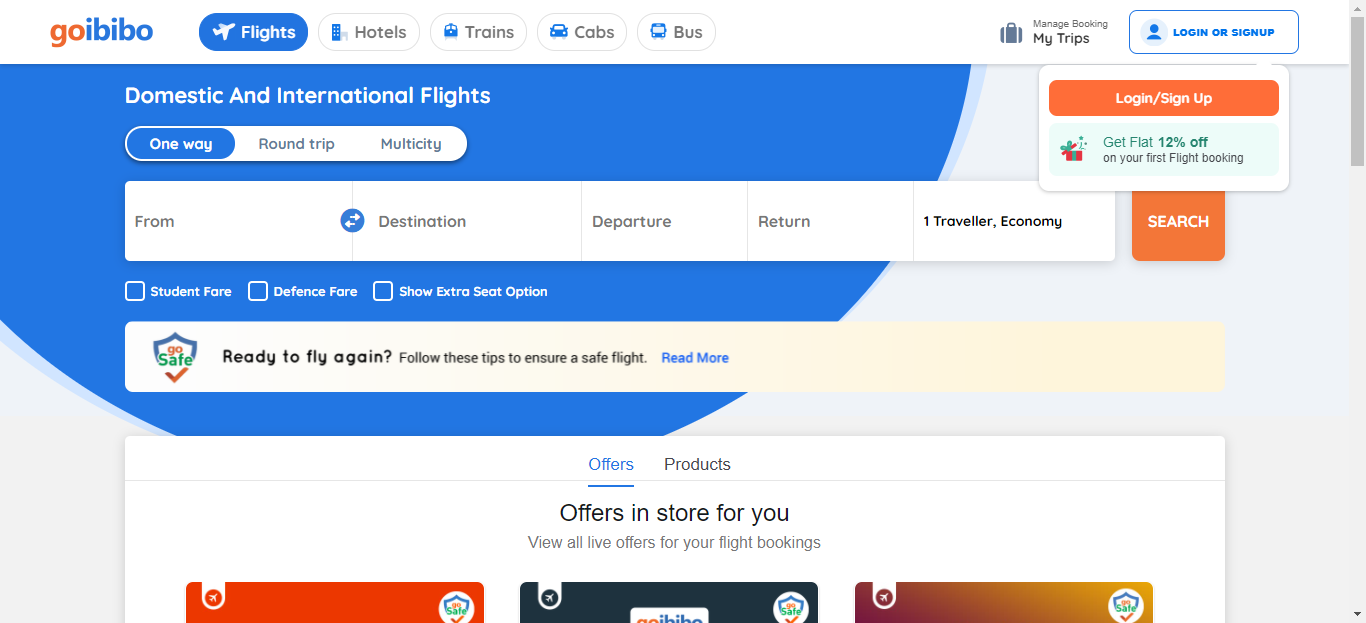 goibibo
Flights
Hotels
Trains
Cabs
Bus
Manage Booking
My Trips
LOGIN OR SIGNUP
Login/Sign Up
Get Flat 12% off
on your first Flight booking
Domestic And International Flights
One way
Round trip
Multicity
From
Destination
Departure
Return
1 Traveller, Economy
SEARCH
Student Fare
Defence Fare
Show Extra Seat Option
go
Safe
Ready to fly again? Follow these tips to ensure a safe flight. Read More
Offers
Products
Offers in store for you
View all live offers for your flight bookings
go
Safe
goibibo
go
Safe
go
Safe